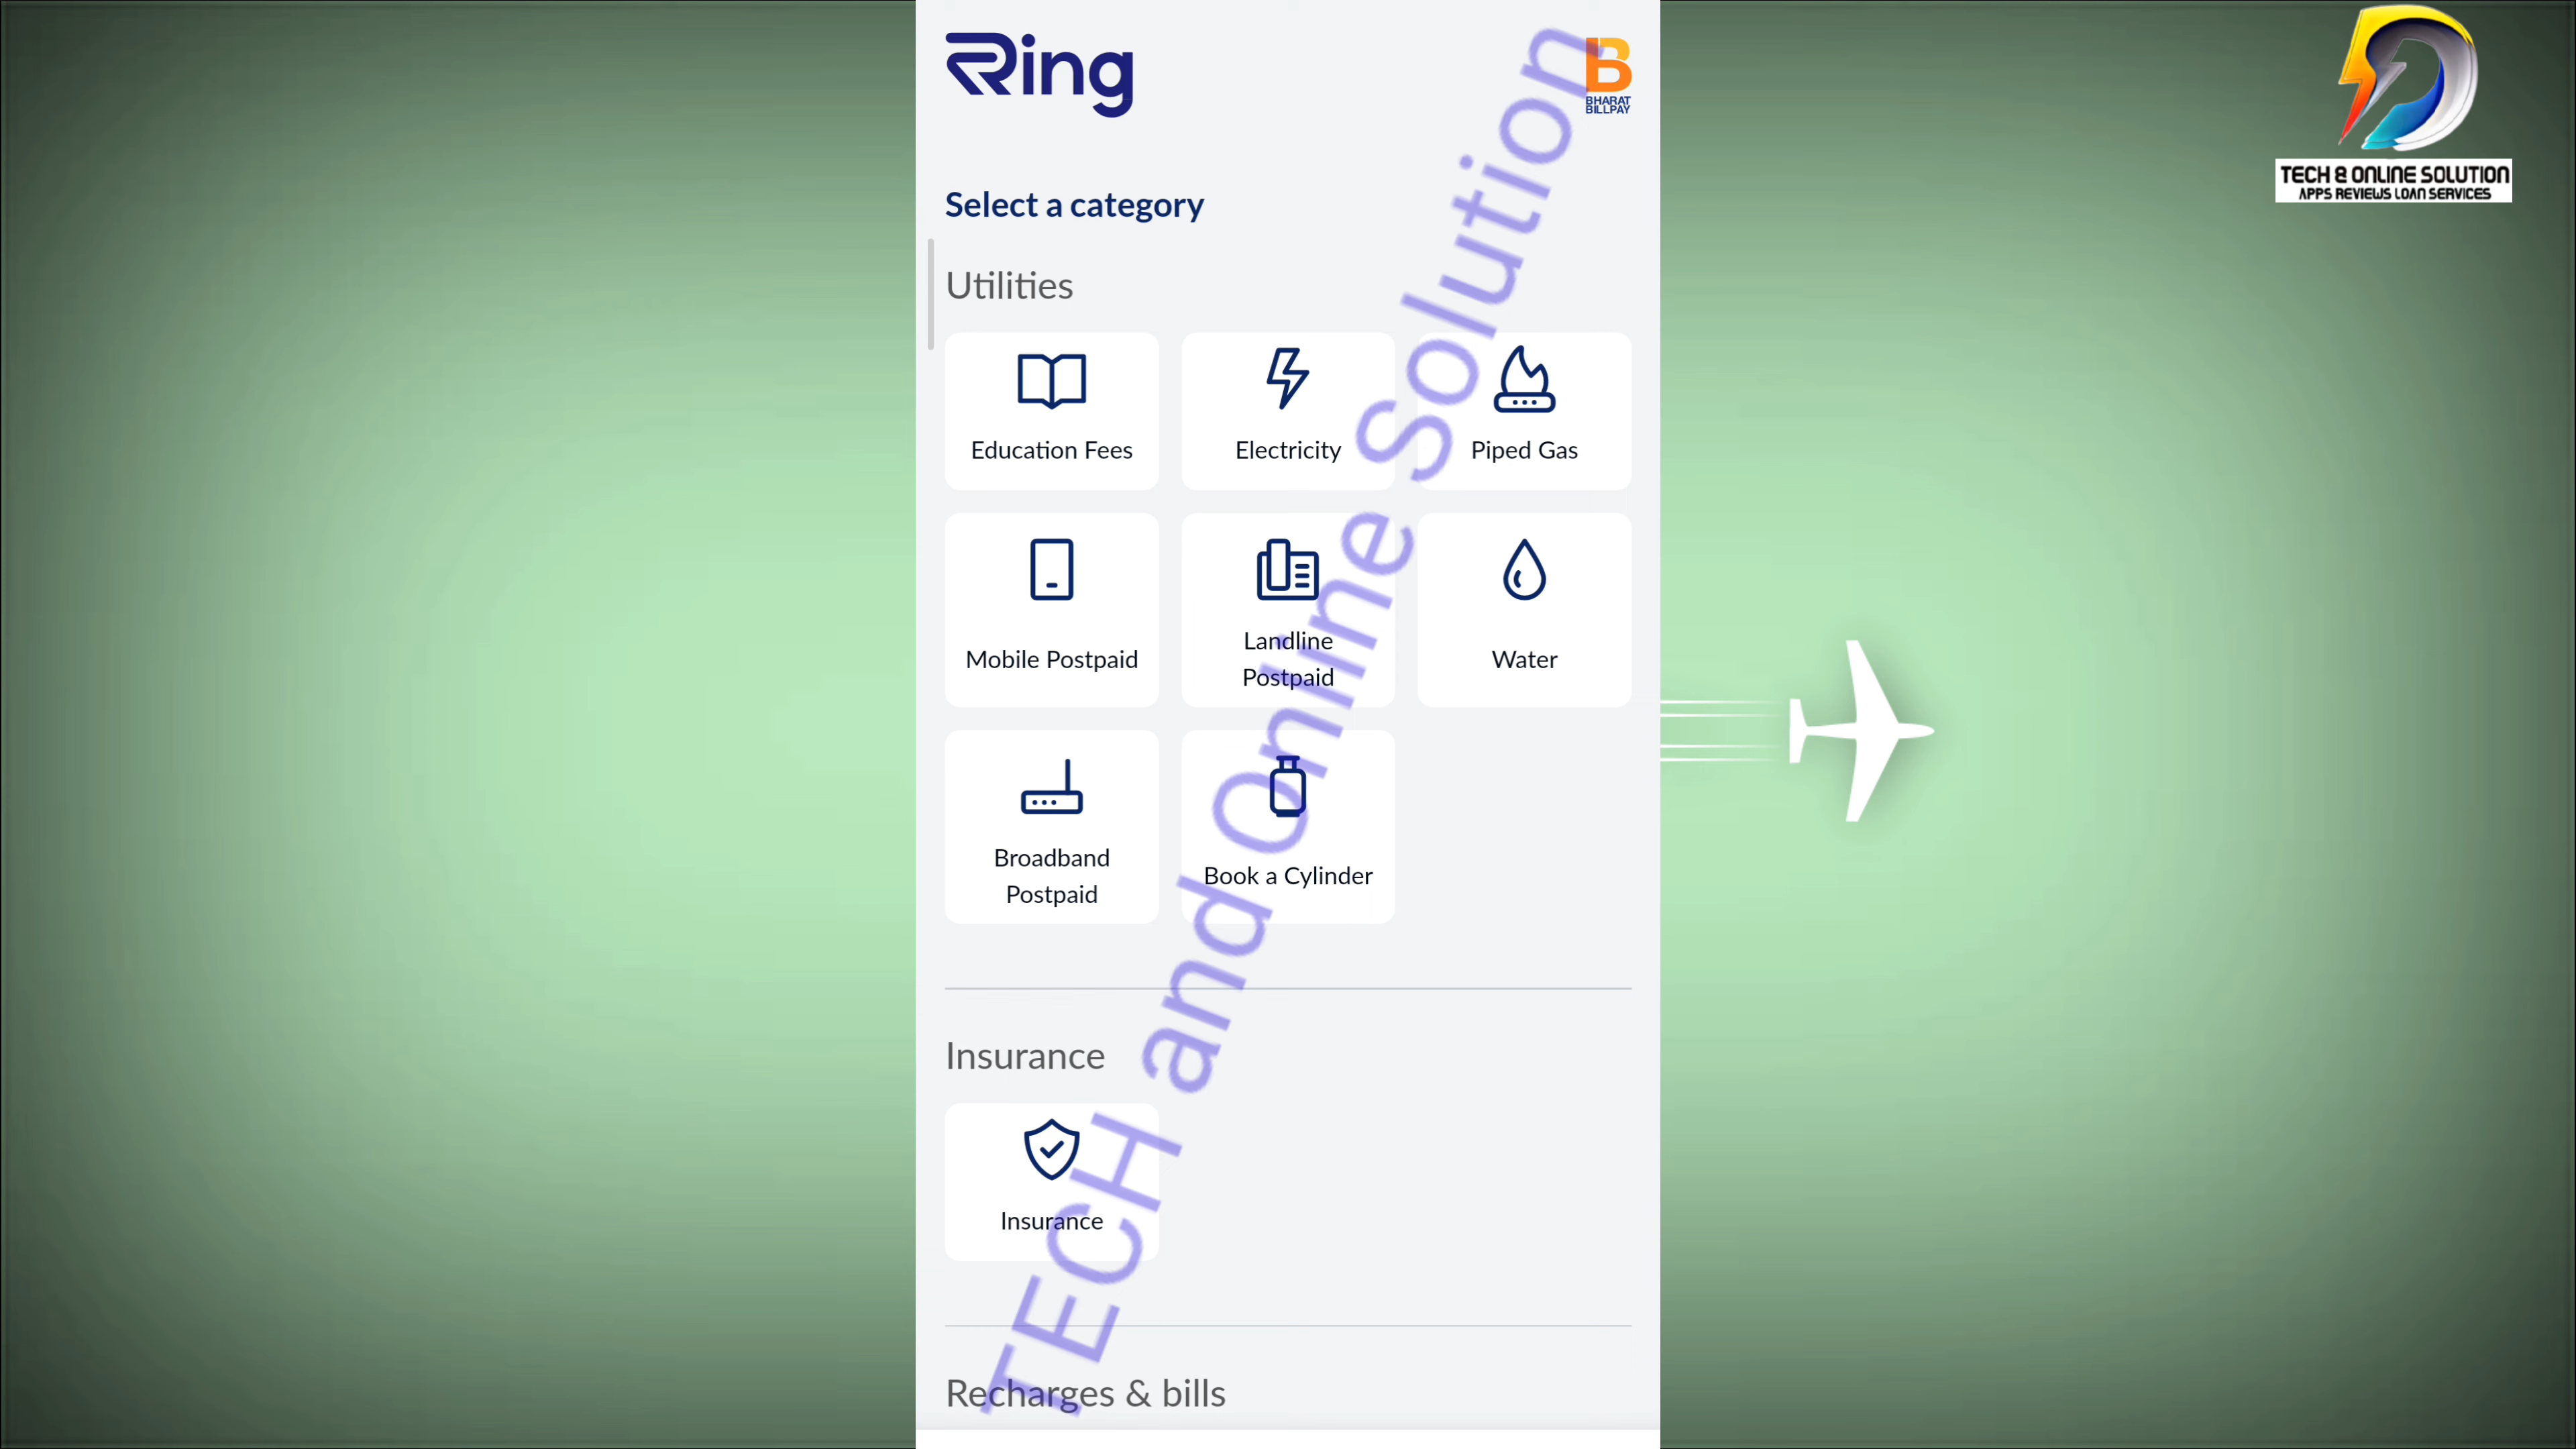 Ring
BHARAT
BILLPAY
TECH & ONLINE SOLUTION
APPS REVIEWS LOAN SERVICES
Select a category
Utilities
Education Fees
Electricity
Piped Gas
Mobile Postpaid
Landline
Postpaid
Water
Broadband
Postpaid
Book a Cylinder
Insurance
Insurance
Recharges & bills
TECH and Online Solution